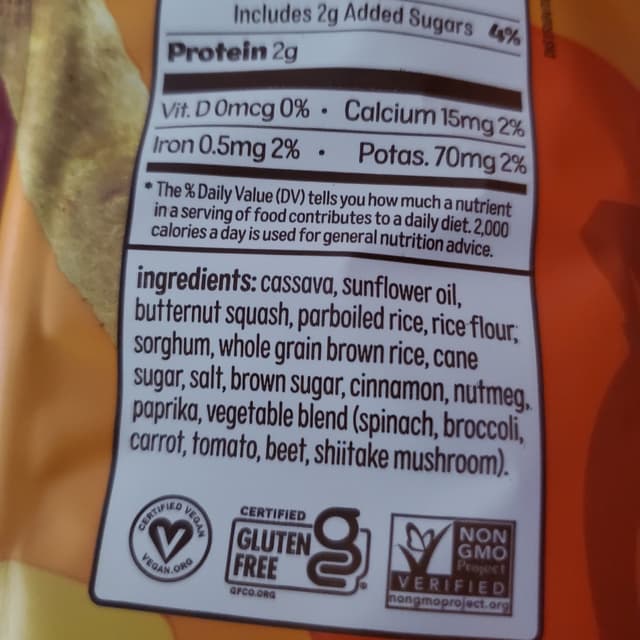 Includes 2g Added Sugars 4%
Protein 2g
Vit. D 0mcg 0% • Calcium 15mg 2%
Iron 0.5mg 2% • Potas. 70mg 2%
* The % Daily Value (DV) tells you how much a nutrient
in a serving of food contributes to a daily diet. 2,000
calories a day is used for general nutrition advice.
ingredients: cassava, sunflower oil,
butternut squash, parboiled rice, rice flour,
sorghum, whole grain brown rice, cane
sugar, salt, brown sugar, cinnamon, nutmeg,
paprika, vegetable blend (spinach, broccoli,
carrot, tomato, beet, shiitake mushroom).
CERTIFIED VEGAN
VEGAN.ORG
CERTIFIED
GLUTEN
FREE
GFCO.ORG
NON
GMO
Project
VERIFIED
nongmoproject.org